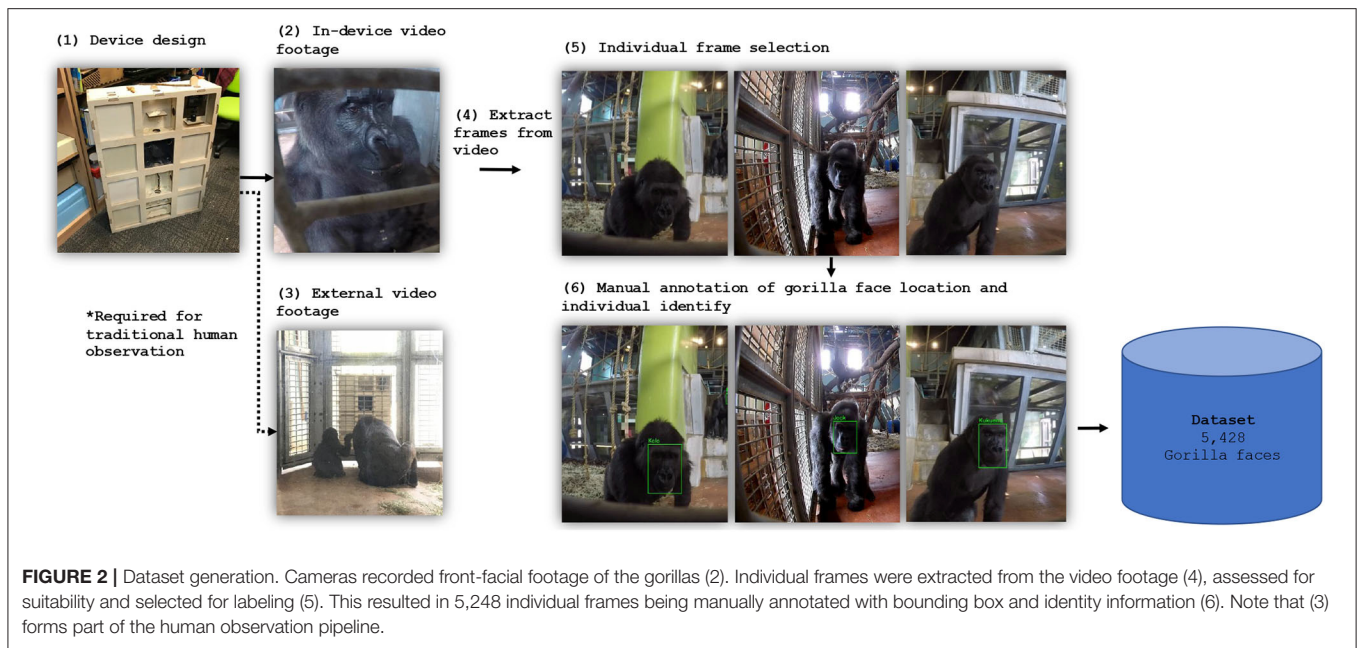 (1) Device design
(2) In-device video
footage
(3) External video
footage
*Required for
traditional human
observation
(4) Extract
frames from
video
(5) Individual frame selection
(6) Manual annotation of gorilla face location and
individual identify
Dataset
5,428
Gorilla faces
FIGURE 2 | Dataset generation. Cameras recorded front-facial footage of the gorillas (2). Individual frames were extracted from the video footage (4), assessed for
suitability and selected for labeling (5). This resulted in 5,248 individual frames being manually annotated with bounding box and identity information (6). Note that (3)
forms part of the human observation pipeline.